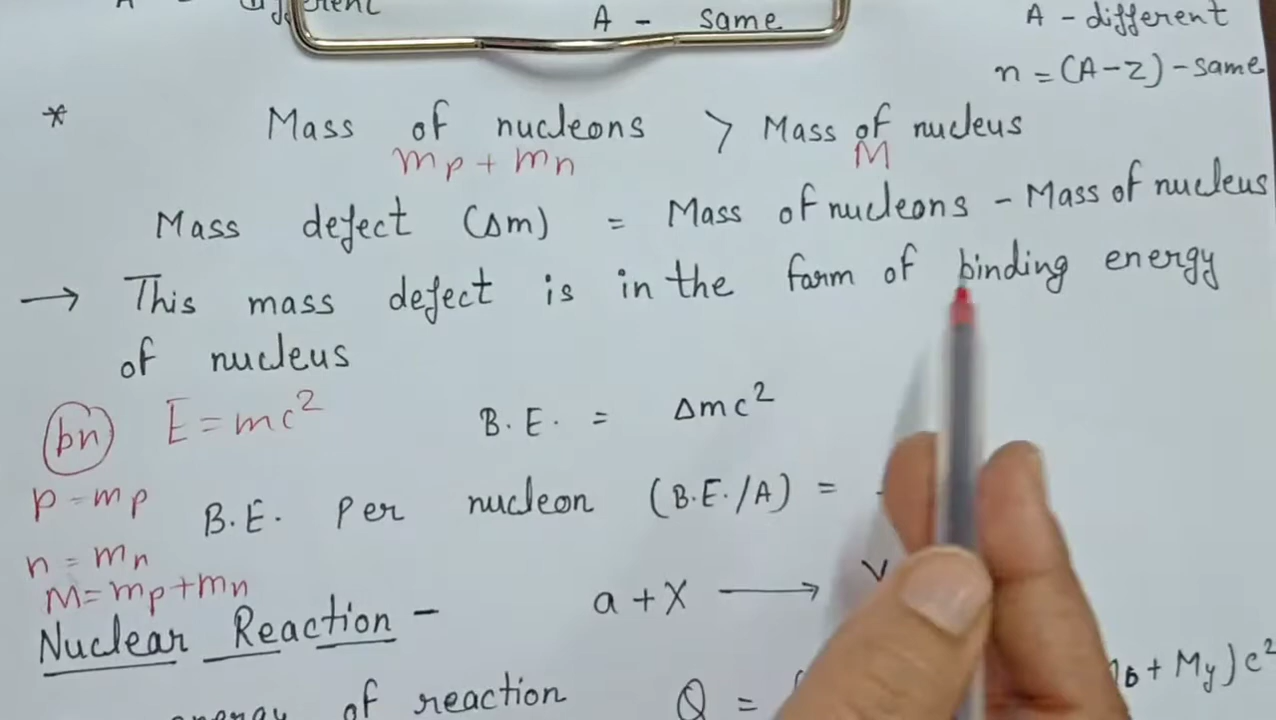 A - same
A - different
n = (A-Z) - same
* Mass of nucleons > Mass of nucleus
mp + mn M
Mass defect (Δm) = Mass of nucleons - Mass of nucleus
→ This mass defect is in the form of binding energy
of nucleus
pn E = mc² B.E. = Δmc²
p = mp
B.E. Per nucleon (B.E./A) =
n = mn
M = mp + mn
a + X →
Nuclear Reaction -
of reaction Q = + My) c²